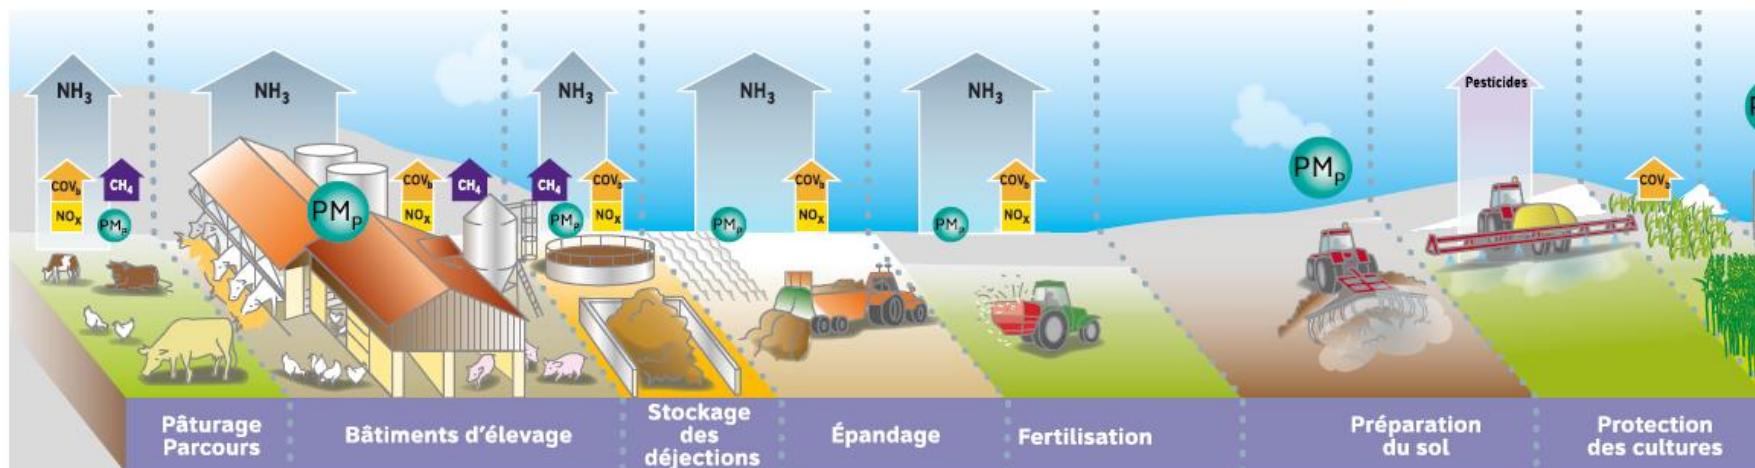 NH3
COVb
NOx
CH4
PMp
NH3
PMp
COVb
NOx
CH4
NH3
CH4
PMp
COVb
NOx
NH3
PMp
COVb
NOx
NH3
PMp
COVb
NOx
PMp
Pesticides
COVb
Pâturage
Parcours
Bâtiments d'élevage
Stockage
des
déjections
Épandage
Fertilisation
Préparation
du sol
Protection
des cultures